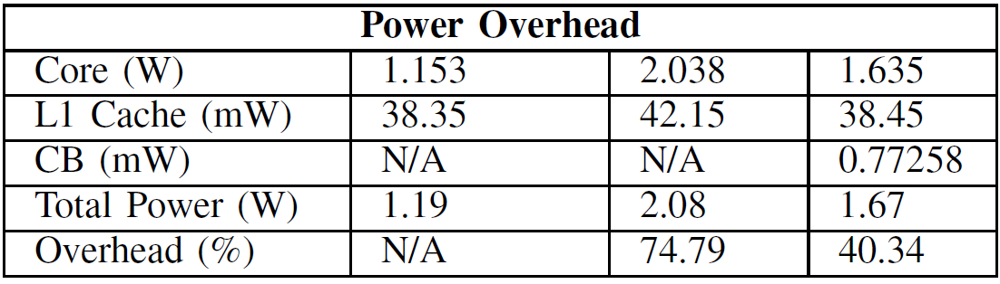 Power Overhead
Core (W) 1.153 2.038 1.635
L1 Cache (mW) 38.35 42.15 38.45
CB (mW) N/A N/A 0.77258
Total Power (W) 1.19 2.08 1.67
Overhead (%) N/A 74.79 40.34